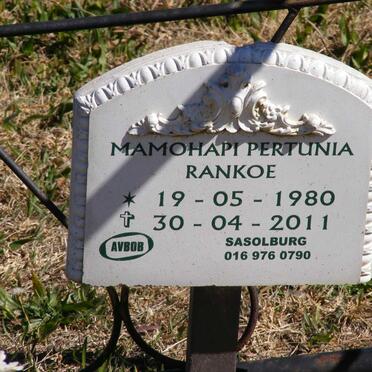 MAMOHAPI PERTUNIA
RANKOE
* 19 - 05 - 1980
✝ 30 - 04 - 2011
AVBOB
SASOLBURG
016 976 0790